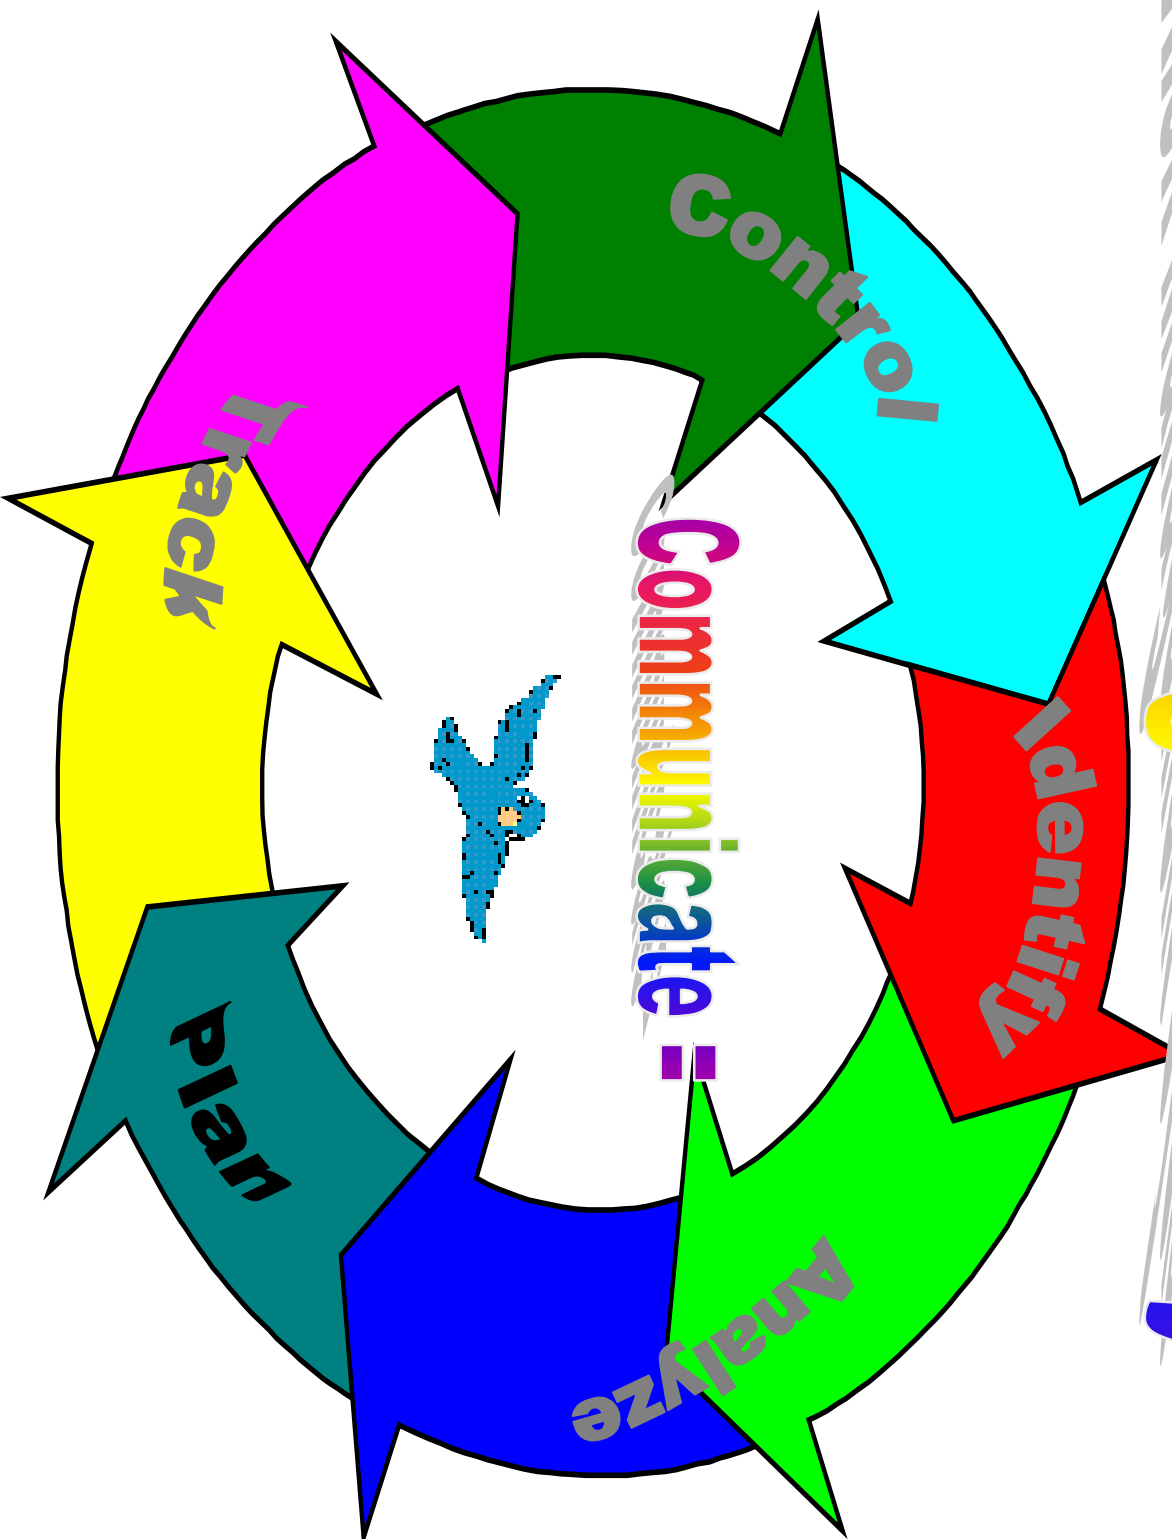 Control
Identify
Analyze
Plan
Track
Communicate :